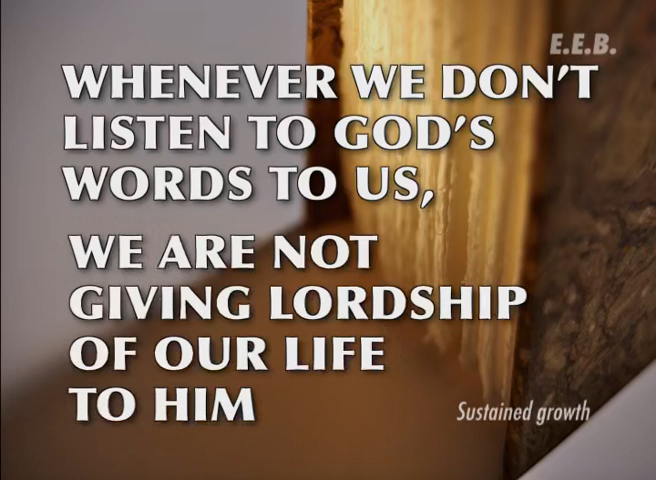 E.E.B.
WHENEVER WE DON'T
LISTEN TO GOD'S
WORDS TO US,
WE ARE NOT
GIVING LORDSHIP
OF OUR LIFE
TO HIM
Sustained growth